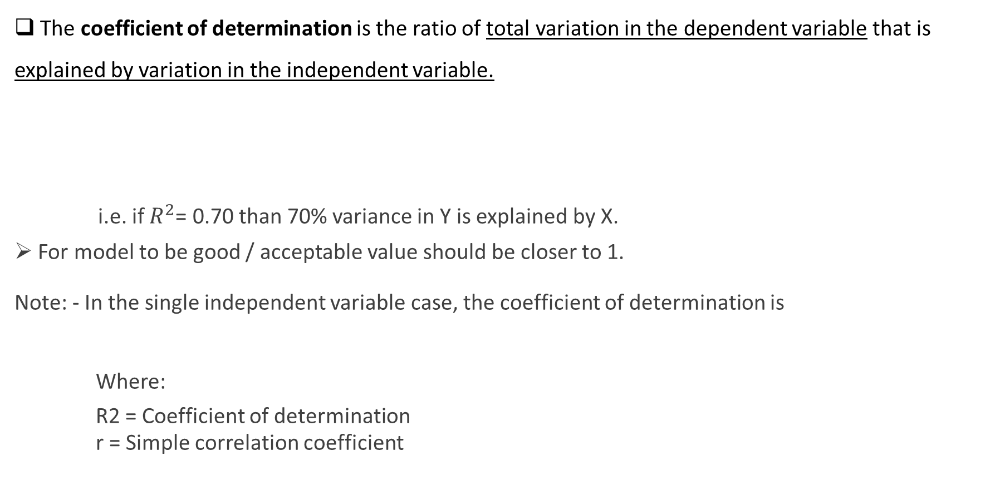 ❑ The coefficient of determination is the ratio of total variation in the dependent variable that is
explained by variation in the independent variable.
i.e. if R²= 0.70 than 70% variance in Y is explained by X.
➢ For model to be good / acceptable value should be closer to 1.
Note: - In the single independent variable case, the coefficient of determination is
Where:
R2 = Coefficient of determination
r = Simple correlation coefficient